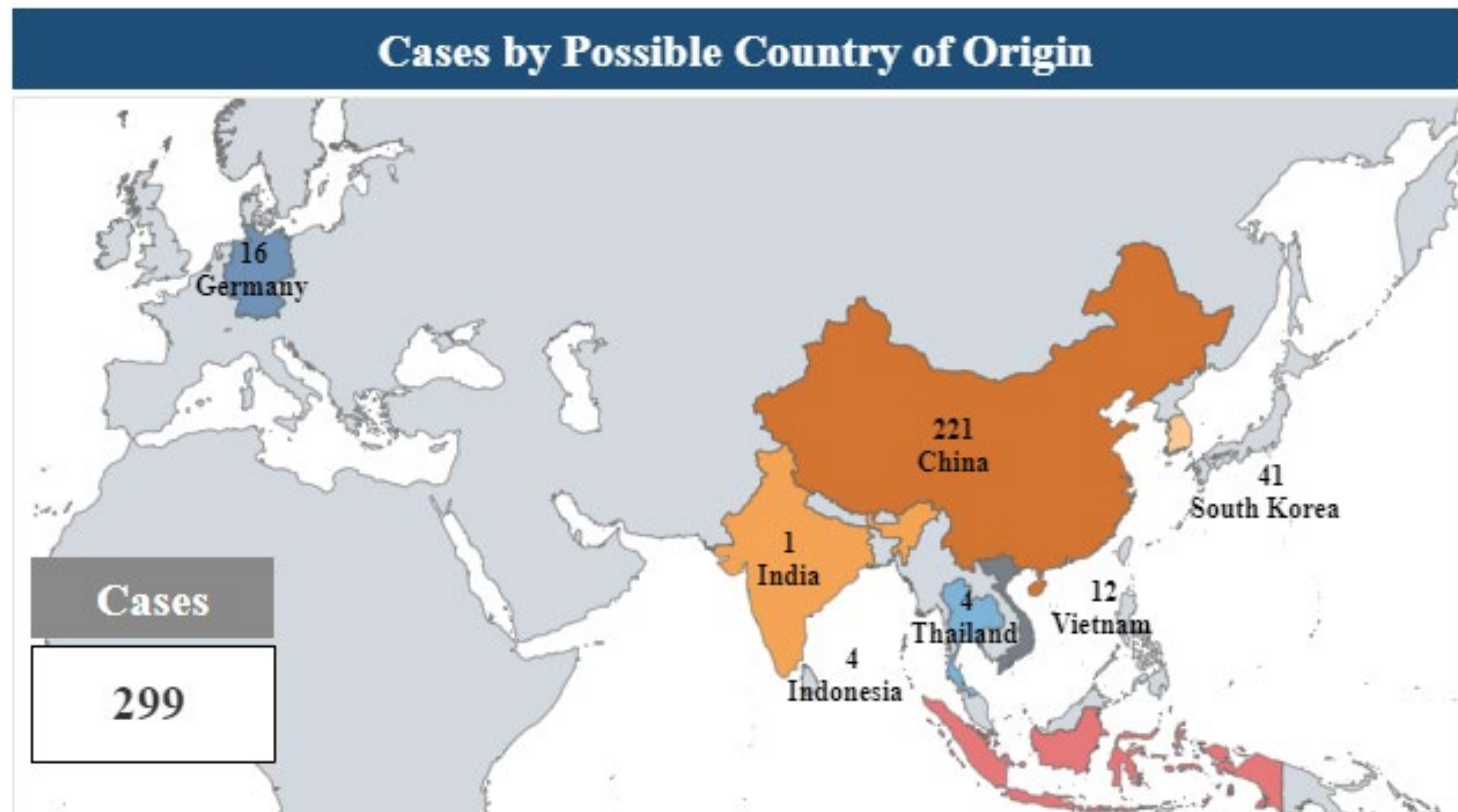 Cases by Possible Country of Origin
16
Germany
221
China
41
South Korea
1
India
12
Vietnam
4
Thailand
4
Indonesia
Cases
299